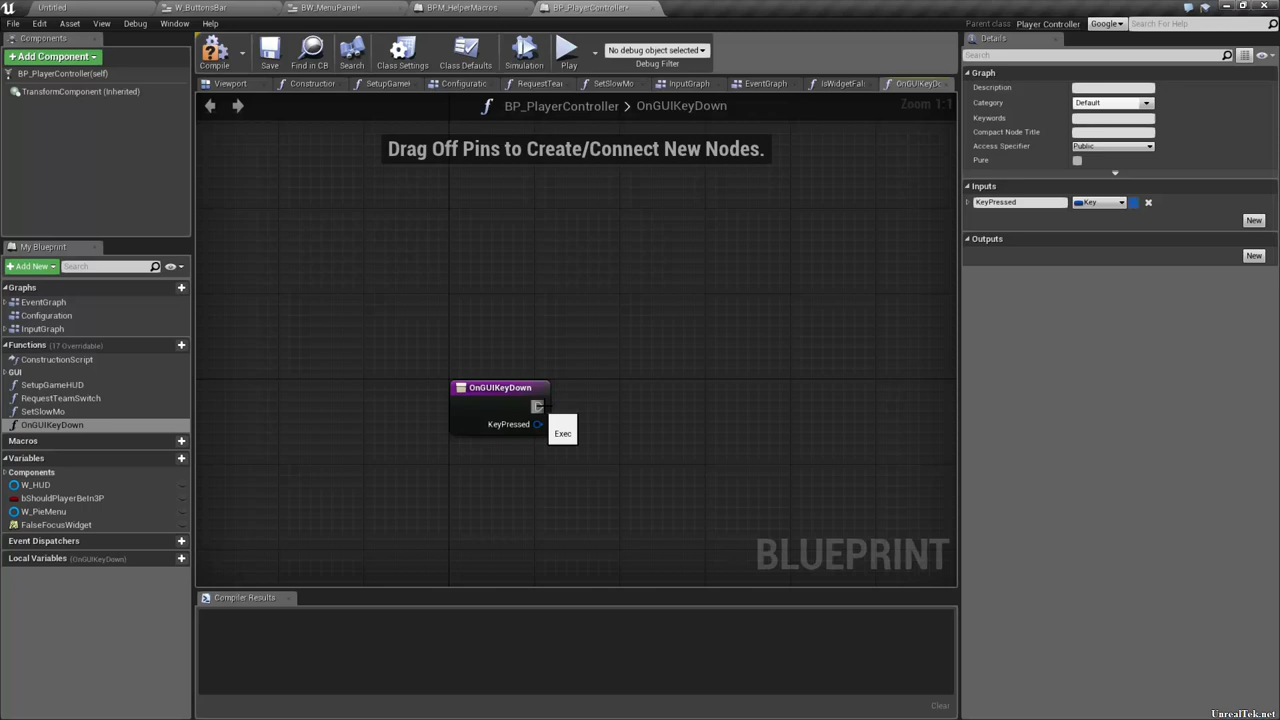 Untitled
W_ButtonsBar
BW_MenuPanel*
BPM_HelperMacros
BP_PlayerController*
File Edit Asset View Debug Window Help
Parent class: Player Controller
Google
Search For Help
Components
Add Component
BP_PlayerController(self)
TransformComponent (Inherited)
Compile
Save
Find in CB
Search
Class Settings
Class Defaults
Simulation
Play
No debug object selected
Debug Filter
Viewport
Constructor
SetupGame
Configuratic
RequestTea
SetSlowMo
InputGraph
EventGraph
IsWidgetFal
OnGUIKeyDo
BP_PlayerController > OnGUIKeyDown
Zoom 1:1
Drag Off Pins to Create/Connect New Nodes.
OnGUIKeyDown
KeyPressed
Exec
BLUEPRINT
My Blueprint
Add New
Search
Graphs
EventGraph
Configuration
InputGraph
Functions (17 Overridable)
ConstructionScript
GUI
SetupGameHUD
RequestTeamSwitch
SetSlowMo
OnGUIKeyDown
Macros
Variables
Components
W_HUD
bShouldPlayerBeIn3P
W_PieMenu
FalseFocusWidget
Event Dispatchers
Local Variables (OnGUIKeyDown)
Compiler Results
Clear
Details
Search
Graph
Description
Category Default
Keywords
Compact Node Title
Access Specifier Public
Pure
Inputs
KeyPressed Key
New
Outputs
New
UnrealTek.net